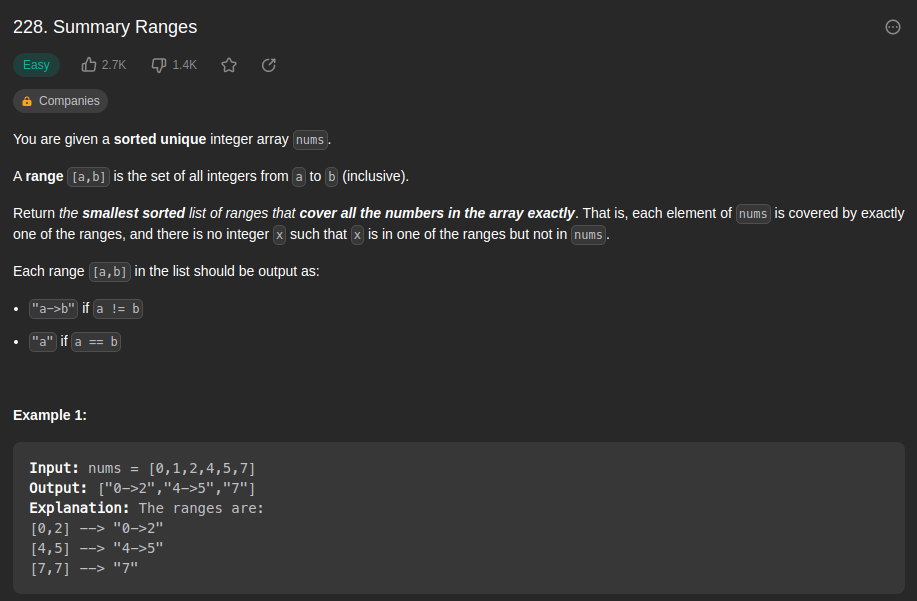 228. Summary Ranges
Easy 2.7K 1.4K
Companies
You are given a sorted unique integer array nums.
A range [a,b] is the set of all integers from a to b (inclusive).
Return the smallest sorted list of ranges that cover all the numbers in the array exactly. That is, each element of nums is covered by exactly
one of the ranges, and there is no integer x such that x is in one of the ranges but not in nums.
Each range [a,b] in the list should be output as:
• "a->b" if a != b
• "a" if a == b
Example 1:
Input: nums = [0,1,2,4,5,7]
Output: ["0->2","4->5","7"]
Explanation: The ranges are:
[0,2] --> "0->2"
[4,5] --> "4->5"
[7,7] --> "7"